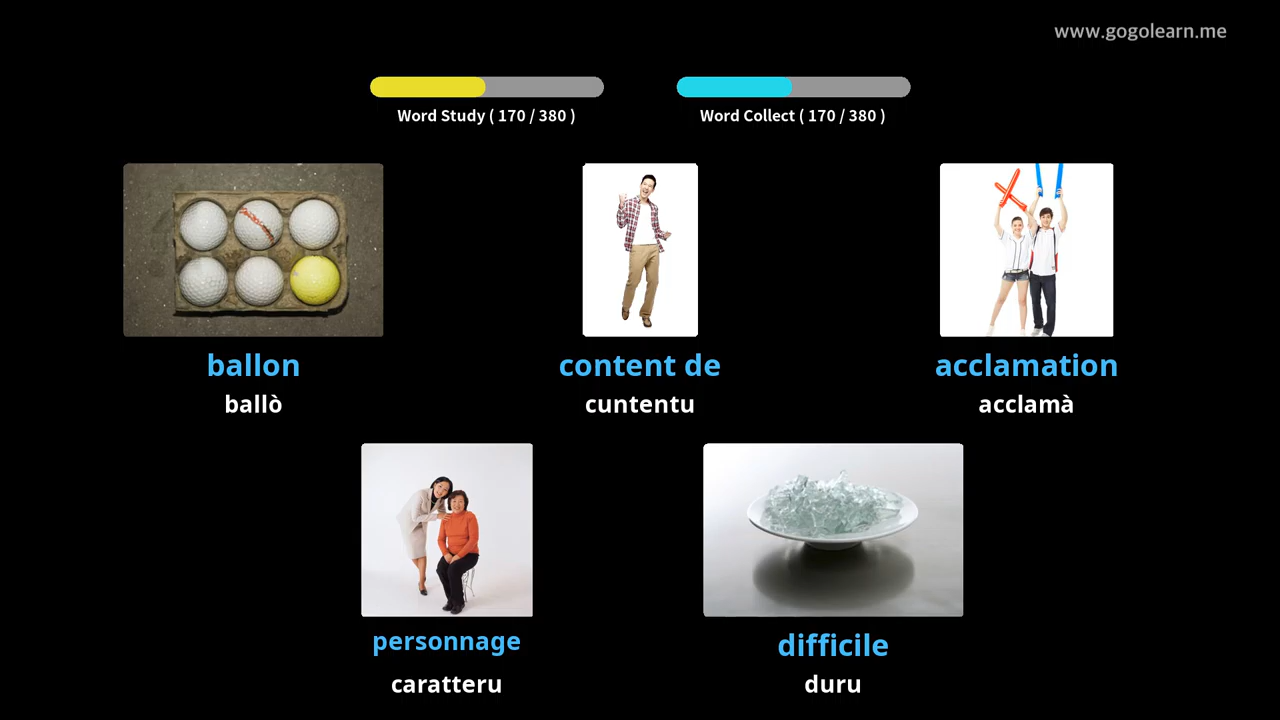 www.gogolearn.me
Word Study ( 170 / 380 )
Word Collect ( 170 / 380 )
ballon
ballò
content de
cuntentu
acclamation
acclamà
personnage
caratteru
difficile
duru